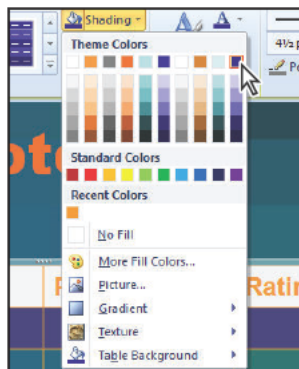 Shading
A A
4½ p
Theme Colors
Standard Colors
Recent Colors
No Fill
More Fill Colors...
Picture...
Gradient
Texture
Table Background
Ratin